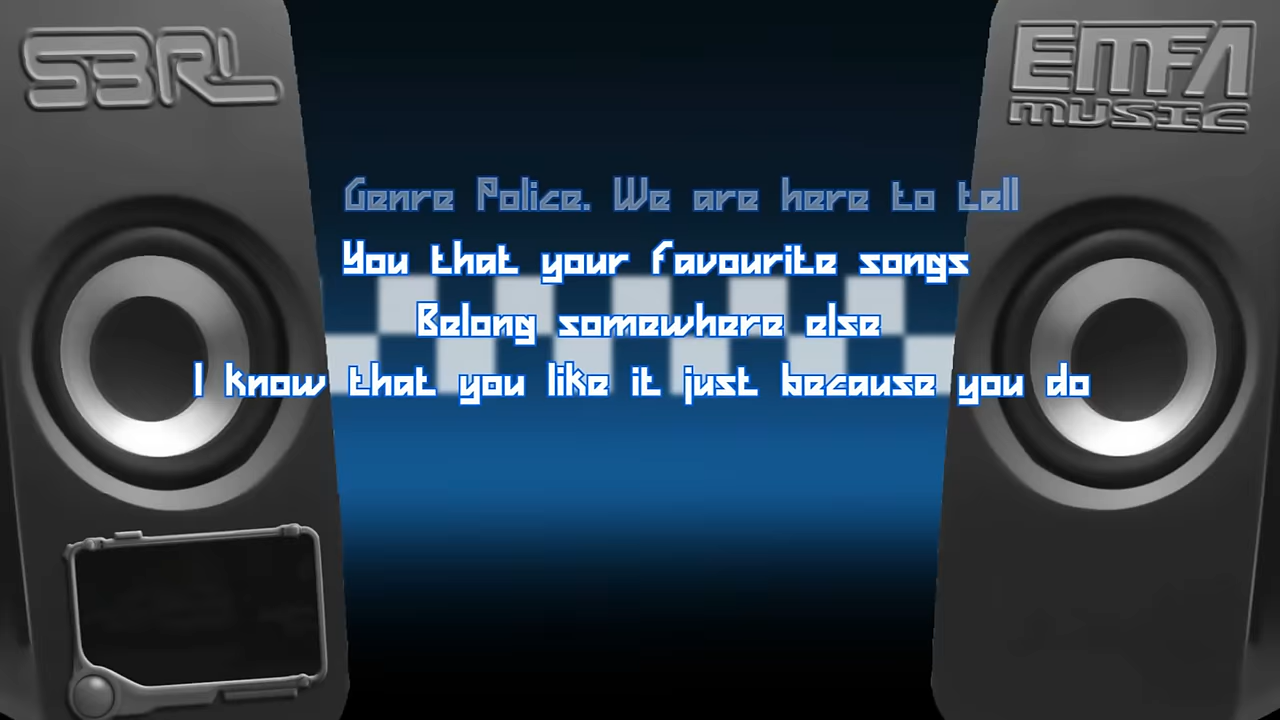 S3RL
EMFA
MUSIC
Genre Police. We are here to tell
You that your favourite songs
Belong somewhere else
I know that you like it just because you do